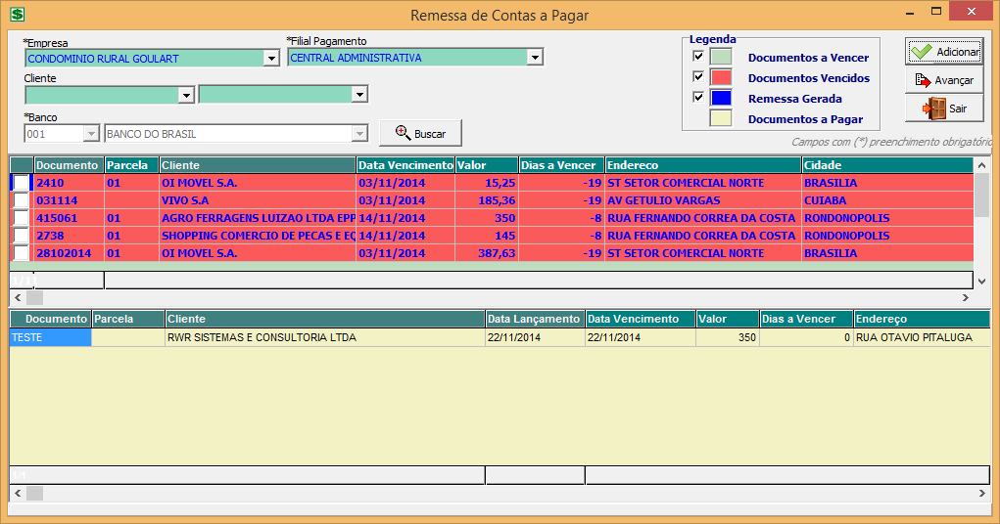 Remessa de Contas a Pagar
*Empresa
CONDOMINIO RURAL GOULART
*Filial Pagamento
CENTRAL ADMINISTRATIVA
Cliente
*Banco
001 BANCO DO BRASIL
Buscar
Legenda
Documentos a Vencer
Documentos Vencidos
Remessa Gerada
Documentos a Pagar
Adicionar
Avançar
Sair
Campos com (*) preenchimento obrigatório
Documento Parcela Cliente Data Vencimento Valor Dias a Vencer Endereco Cidade
2410 01 OI MOVEL S.A. 03/11/2014 15,25 -19 ST SETOR COMERCIAL NORTE BRASILIA
031114 VIVO S.A 03/11/2014 185,36 -19 AV GETULIO VARGAS CUIABA
415061 01 AGRO FERRAGENS LUIZAO LTDA EPP 14/11/2014 350 -8 RUA FERNANDO CORREA DA COSTA RONDONOPOLIS
2738 01 SHOPPING COMERCIO DE PECAS E EQ 14/11/2014 145 -8 RUA FERNANDO CORREA DA COSTA RONDONOPOLIS
28102014 01 OI MOVEL S.A. 03/11/2014 387,63 -19 ST SETOR COMERCIAL NORTE BRASILIA
Documento Parcela Cliente Data Lançamento Data Vencimento Valor Dias a Vencer Endereço
TESTE RWR SISTEMAS E CONSULTORIA LTDA 22/11/2014 22/11/2014 350 0 RUA OTAVIO PITALUGA